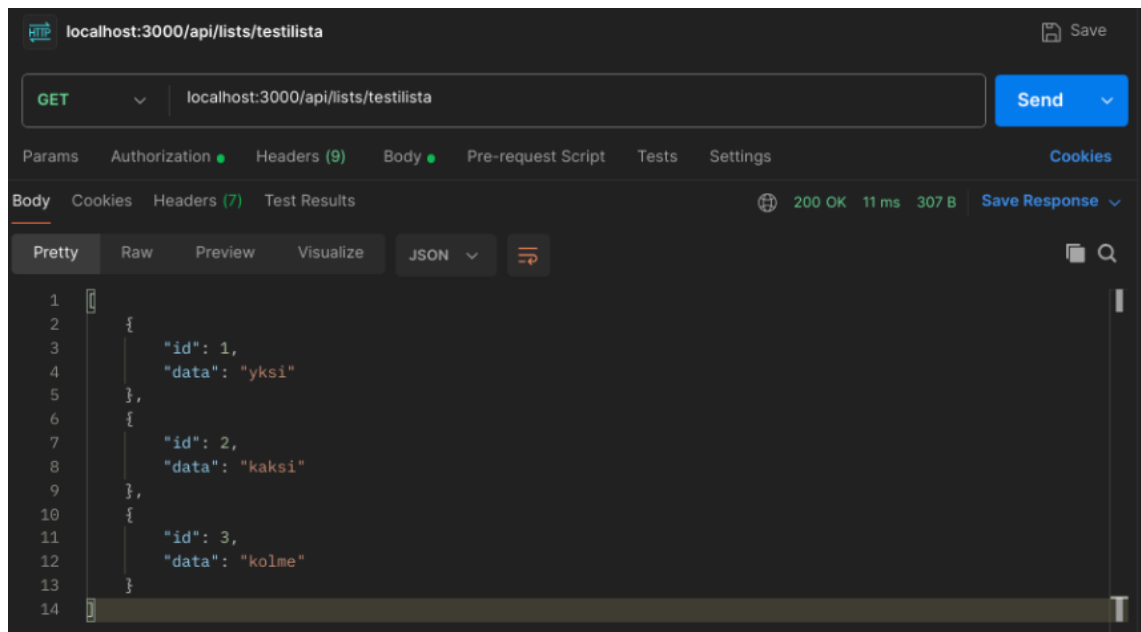 HTTP localhost:3000/api/lists/testilista Save
GET localhost:3000/api/lists/testilista Send
Params Authorization Headers (9) Body Pre-request Script Tests Settings Cookies
Body Cookies Headers (7) Test Results 200 OK 11 ms 307 B Save Response
Pretty Raw Preview Visualize JSON
1 [
2 {
3 "id": 1,
4 "data": "yksi"
5 },
6 {
7 "id": 2,
8 "data": "kaksi"
9 },
10 {
11 "id": 3,
12 "data": "kolme"
13 }
14 ]